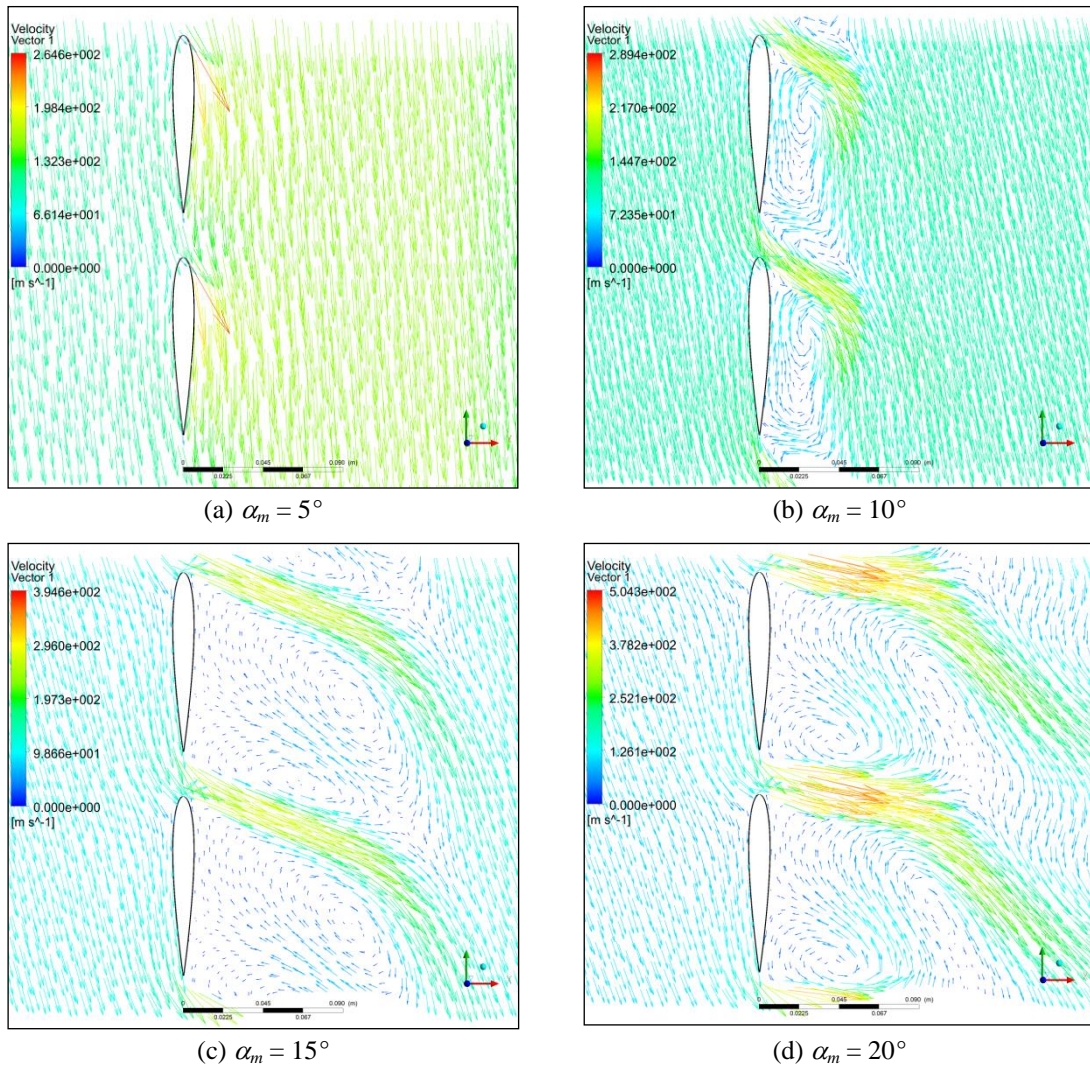 Velocity
Vector 1
2.646e+002
1.984e+002
1.323e+002
6.614e+001
0.000e+000
[m s^-1]
0 0.045 0.090 (m)
0.0225 0.067
(a) αm = 5°
Velocity
Vector 1
2.894e+002
2.170e+002
1.447e+002
7.235e+001
0.000e+000
[m s^-1]
0 0.045 0.090 (m)
0.0225 0.067
(b) αm = 10°
Velocity
Vector 1
3.946e+002
2.960e+002
1.973e+002
9.866e+001
0.000e+000
[m s^-1]
0 0.045 0.090 (m)
0.0225 0.067
(c) αm = 15°
Velocity
Vector 1
5.043e+002
3.782e+002
2.521e+002
1.261e+002
0.000e+000
[m s^-1]
0 0.045 0.090 (m)
0.0225 0.067
(d) αm = 20°